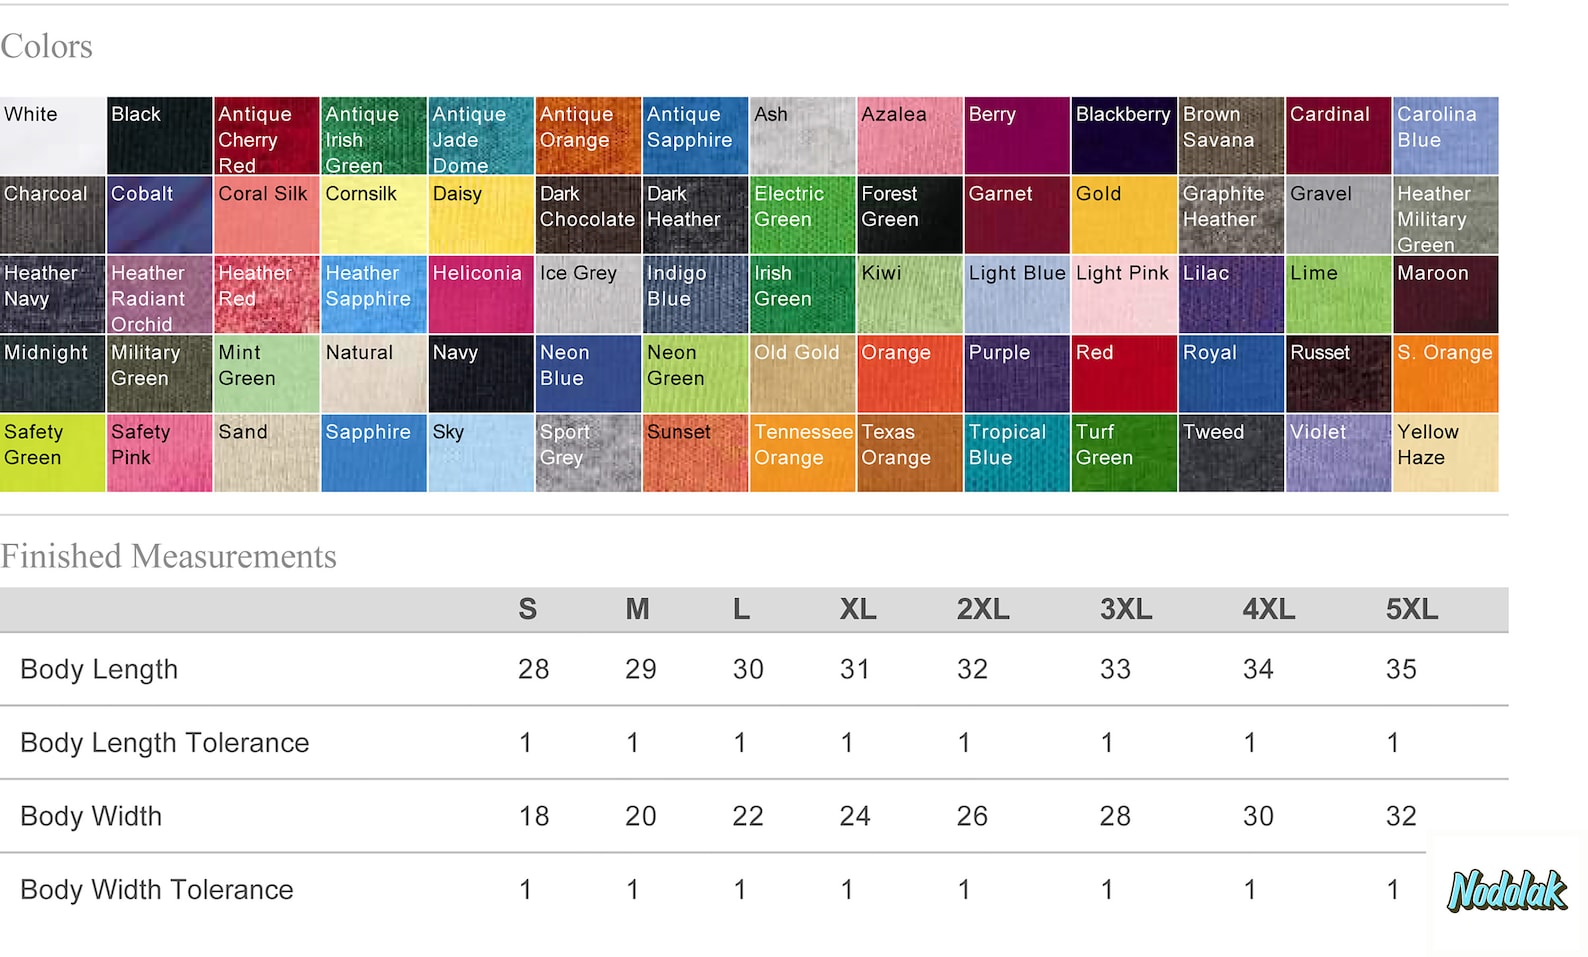 Colors
White Black Antique Cherry Red Antique Irish Green Antique Jade Dome Antique Orange Antique Sapphire Ash Azalea Berry Blackberry Brown Savana Cardinal Carolina Blue
Charcoal Cobalt Coral Silk Cornsilk Daisy Dark Chocolate Dark Heather Electric Green Forest Green Garnet Gold Graphite Heather Gravel Heather Military Green
Heather Navy Heather Radiant Orchid Heather Red Heather Sapphire Heliconia Ice Grey Indigo Blue Irish Green Kiwi Light Blue Light Pink Lilac Lime Maroon
Midnight Military Green Mint Green Natural Navy Neon Blue Neon Green Old Gold Orange Purple Red Royal Russet S. Orange
Safety Green Safety Pink Sand Sapphire Sky Sport Grey Sunset Tennessee Orange Texas Orange Tropical Blue Turf Green Tweed Violet Yellow Haze
Finished Measurements
S M L XL 2XL 3XL 4XL 5XL
Body Length 28 29 30 31 32 33 34 35
Body Length Tolerance 1 1 1 1 1 1 1 1
Body Width 18 20 22 24 26 28 30 32
Body Width Tolerance 1 1 1 1 1 1 1 1
Nodolak